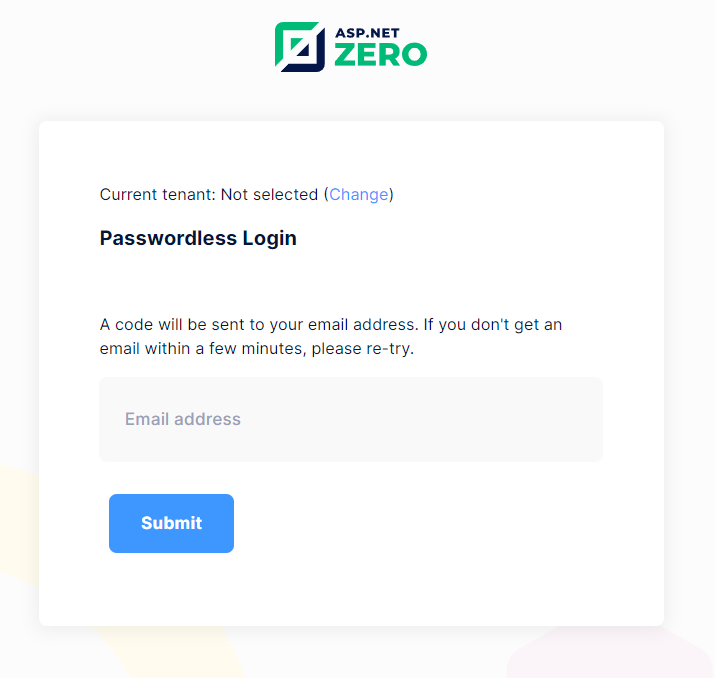 ASP.NET
ZERO
Current tenant: Not selected (Change)
Passwordless Login
A code will be sent to your email address. If you don't get an
email within a few minutes, please re-try.
Email address
Submit